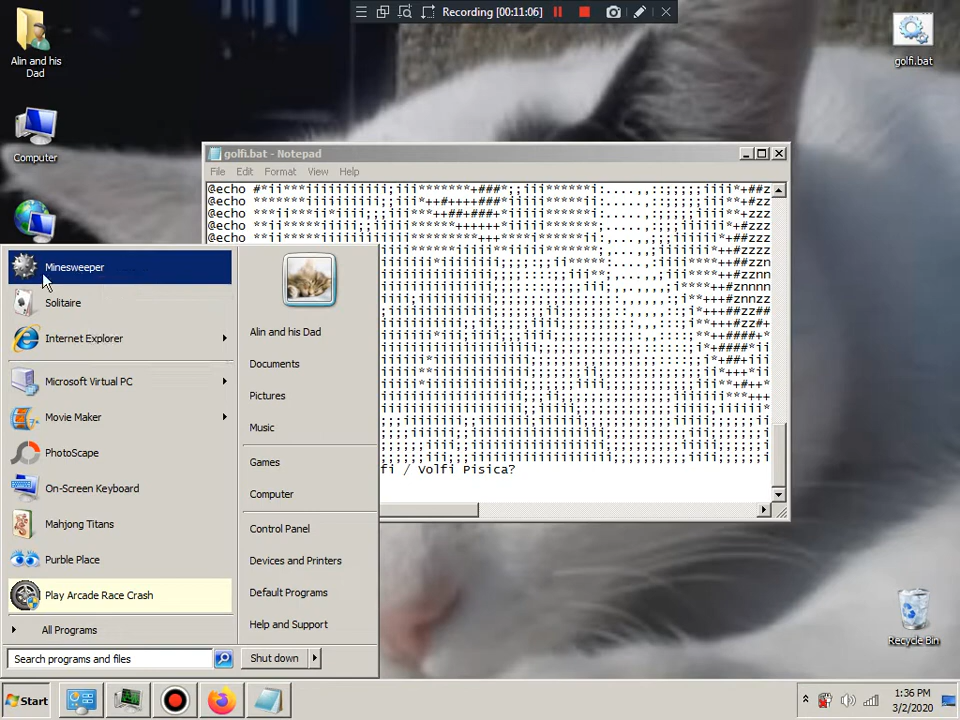 Recording [00:11:06]
Alin and his
Dad
golfi.bat
Computer
golfi.bat - Notepad
File Edit Format View Help
@echo
@echo
@echo
@echo
fi / Volfi Pisica?
Minesweeper
Solitaire
Internet Explorer
Microsoft Virtual PC
Movie Maker
PhotoScape
On-Screen Keyboard
Mahjong Titans
Purble Place
Play Arcade Race Crash
All Programs
Search programs and files
Alin and his Dad
Documents
Pictures
Music
Games
Computer
Control Panel
Devices and Printers
Default Programs
Help and Support
Shut down
Recycle Bin
Start
1:36 PM
3/2/2020